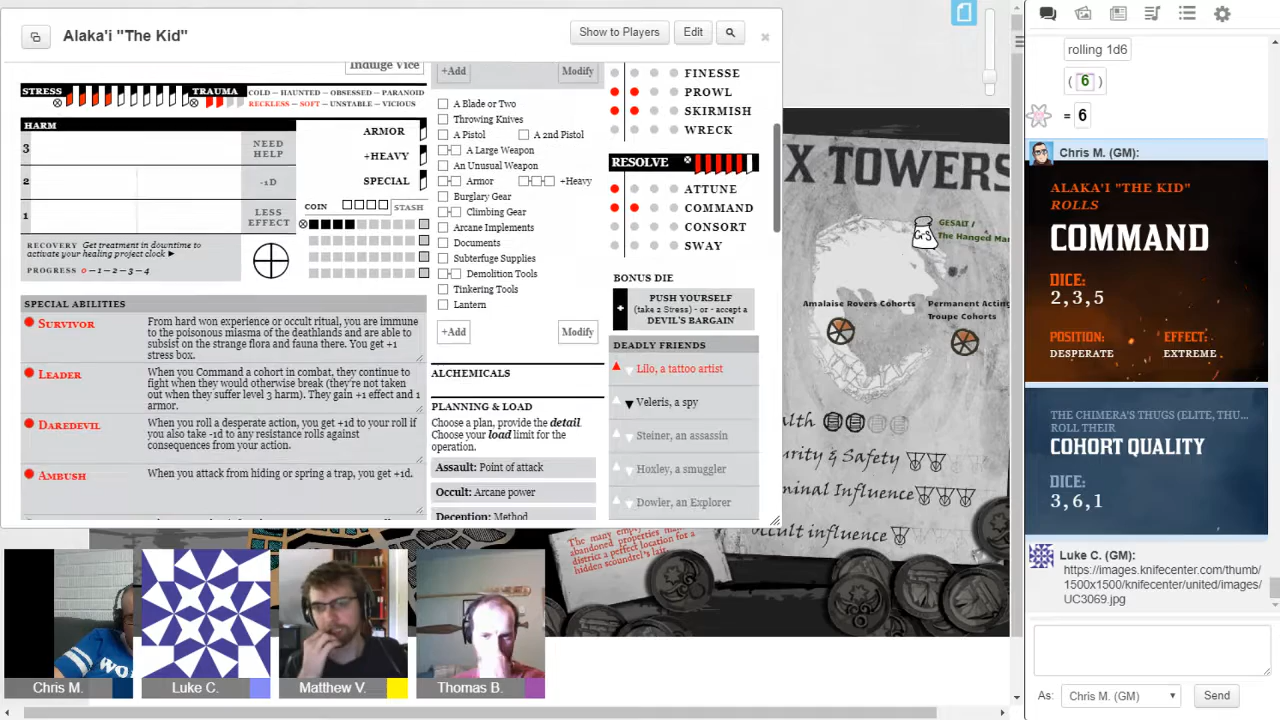 Alaka'i "The Kid"
Show to Players
Edit
Indulge Vice
STRESS
TRAUMA
COLD — HAUNTED — OBSESSED — PARANOID
RECKLESS — SOFT — UNSTABLE — VICIOUS
HARM
3
NEED HELP
2
-1D
1
LESS EFFECT
ARMOR
+HEAVY
SPECIAL
COIN
STASH
RECOVERY Get treatment in downtime to
activate your healing project clock ►
PROGRESS 0 – 1 – 2 – 3 – 4
SPECIAL ABILITIES
SURVIVOR
From hard won experience or occult ritual, you are immune
to the poisonous miasma of the deathlands and are able to
subsist on the strange flora and fauna there. You get +1
stress box.
LEADER
When you Command a cohort in combat, they continue to
fight when they would otherwise break (they're not taken
out when they suffer level 3 harm). They gain +1 effect and 1
armor.
DAREDEVIL
When you roll a desperate action, you get +1d to your roll if
you also take -1d to any resistance rolls against
consequences from your action.
AMBUSH
When you attack from hiding or spring a trap, you get +1d.
+Add
Modify
A Blade or Two
Throwing Knives
A Pistol
A 2nd Pistol
A Large Weapon
An Unusual Weapon
Armor
+Heavy
Burglary Gear
Climbing Gear
Arcane Implements
Documents
Subterfuge Supplies
Demolition Tools
Tinkering Tools
Lantern
+Add
Modify
ALCHEMICALS
PLANNING & LOAD
Choose a plan, provide the detail.
Choose your load limit for the
operation.
Assault: Point of attack
Occult: Arcane power
Deception: Method
FINESSE
PROWL
SKIRMISH
WRECK
RESOLVE
ATTUNE
COMMAND
CONSORT
SWAY
BONUS DIE
+
PUSH YOURSELF
(take 2 Stress) - or - accept a
DEVIL'S BARGAIN
DEADLY FRIENDS
Lilo, a tattoo artist
Veleris, a spy
Steiner, an assassin
Hoxley, a smuggler
Dowler, an Explorer
X TOWERS
GESALT /
The Hanged Man
Amalaise Rovers Cohorts
Permanent Acting
Troupe Cohorts
alth
urity & Safety
minal Influence
ccult influence
abandoned properties
district a perfect location for a
hidden scoundrel's lair.
Chris M.
Luke C.
Matthew V.
Thomas B.
rolling 1d6
( 6 )
= 6
Chris M. (GM):
ALAKA'I "THE KID"
ROLLS
COMMAND
DICE:
2,3,5
POSITION:
EFFECT:
DESPERATE
EXTREME
THE CHIMERA'S THUGS (ELITE, THU...
ROLL THEIR
COHORT QUALITY
DICE:
3,6,1
Luke C. (GM):
https://images.knifecenter.com/thumb/
1500x1500/knifecenter/united/images/
UC3069.jpg
As:
Chris M. (GM)
Send